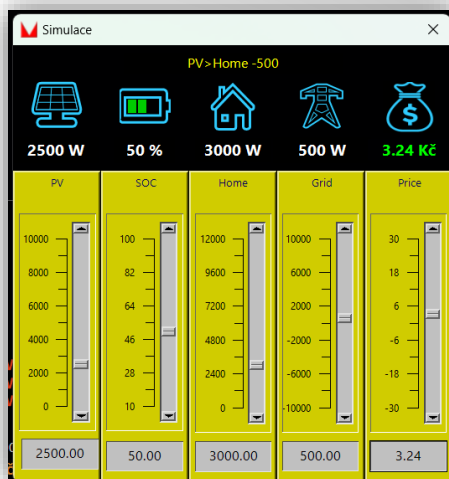 Simulace
PV>Home -500
2500 W 50 % 3000 W 500 W 3.24 Kč
PV SOC Home Grid Price
10000 100 12000 10000 30
8000 82 9600 6000 18
6000 64 7200 2000 6
4000 46 4800 -2000 -6
2000 28 2400 -6000 -18
0 10 0 -10000 -30
2500.00 50.00 3000.00 500.00 3.24